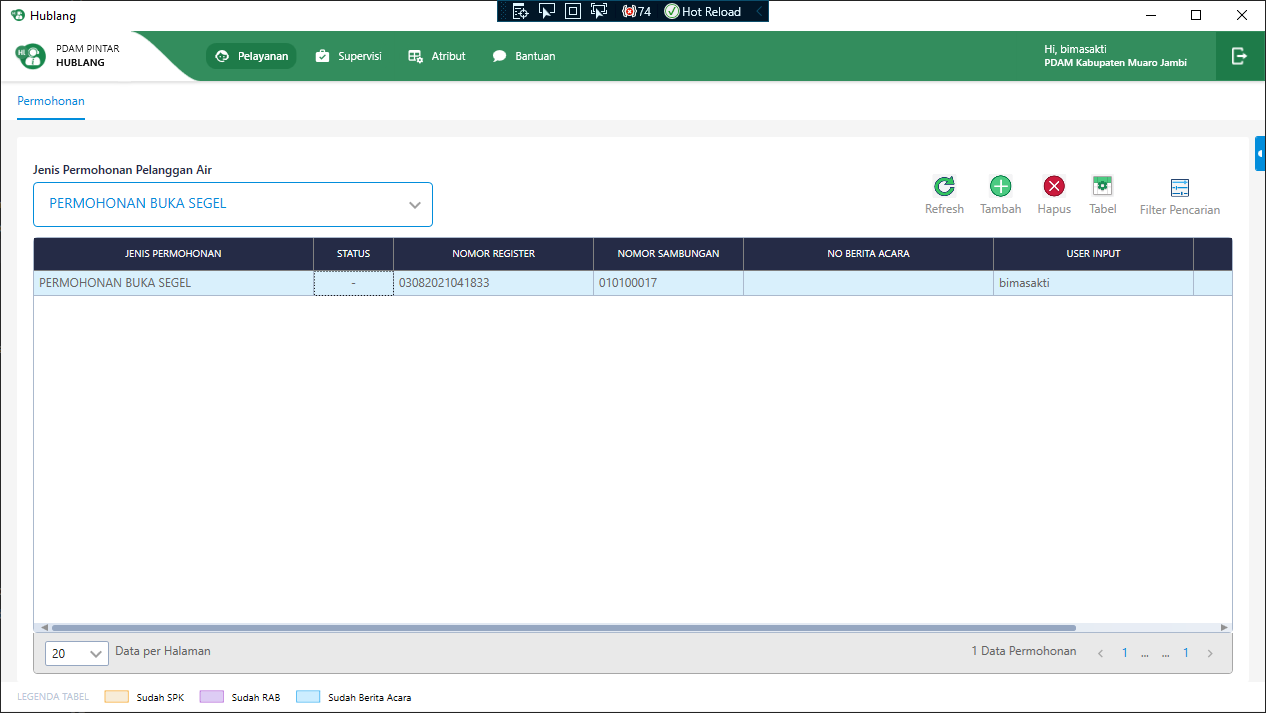 Hublang
74 Hot Reload
PDAM PINTAR
HUBLANG
HL
Pelayanan Supervisi Atribut Bantuan
Hi, bimasakti
PDAM Kabupaten Muaro Jambi
Permohonan
Jenis Permohonan Pelanggan Air
PERMOHONAN BUKA SEGEL
Refresh Tambah Hapus Tabel Filter Pencarian
JENIS PERMOHONAN STATUS NOMOR REGISTER NOMOR SAMBUNGAN NO BERITA ACARA USER INPUT
PERMOHONAN BUKA SEGEL - 03082021041833 010100017 bimasakti
20 Data per Halaman 1 Data Permohonan 1 ... ... 1
LEGENDA TABEL Sudah SPK Sudah RAB Sudah Berita Acara